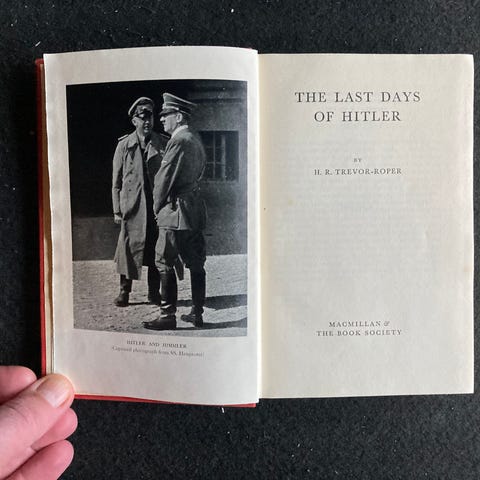 HITLER AND HIMMLER
(Captured photograph from SS. Hauptamt)
THE LAST DAYS
OF HITLER
BY
H. R. TREVOR-ROPER
MACMILLAN &
THE BOOK SOCIETY